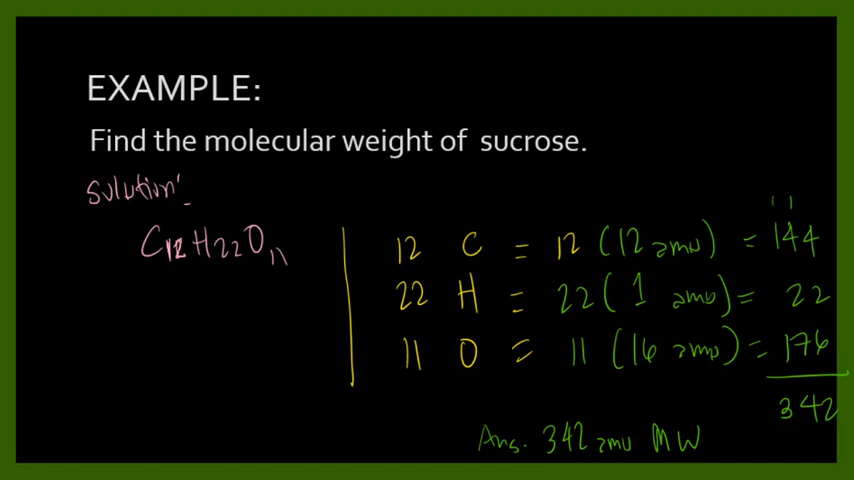 EXAMPLE:
Find the molecular weight of sucrose.
Solution:
C12H22O11
12 C = 12 (12 amu) = 144
22 H = 22 (1 amu) = 22
11 O = 11 (16 amu) = 176
342
Ans. 342 amu MW